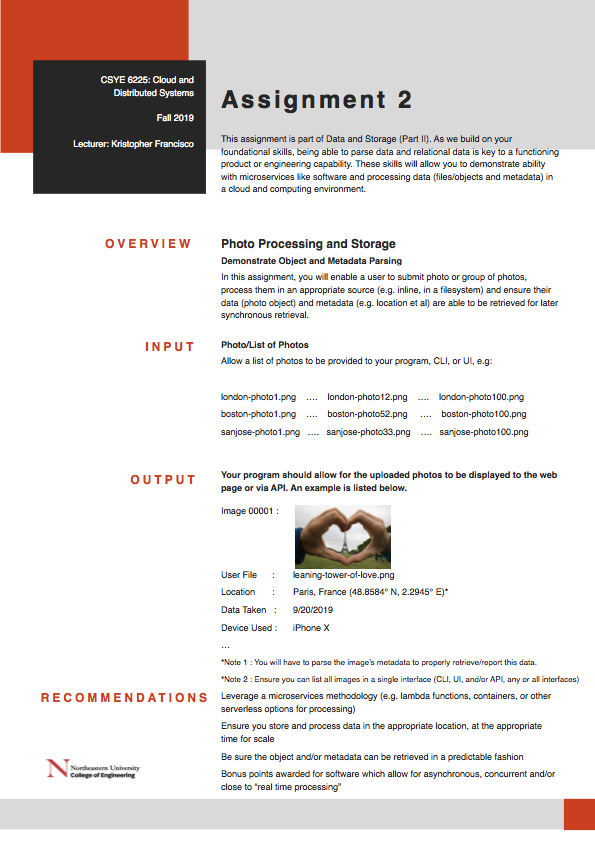 CSYE 6225: Cloud and
Distributed Systems
Fall 2019
Lecturer: Kristopher Francisco
Assignment 2
This assignment is part of Data and Storage (Part II). As we build on your
foundational skills, being able to parse data and relational data is key to a functioning
product or engineering capability. These skills will allow you to demonstrate ability
with microservices like software and processing data (files/objects and metadata) in
a cloud and computing environment.
OVERVIEW
Photo Processing and Storage
Demonstrate Object and Metadata Parsing
In this assignment, you will enable a user to submit photo or group of photos,
process them in an appropriate source (e.g. inline, in a filesystem) and ensure their
data (photo object) and metadata (e.g. location et al) are able to be retrieved for later
synchronous retrieval.
INPUT
Photo/List of Photos
Allow a list of photos to be provided to your program, CLI, or UI, e.g:
london-photo1.png .... london-photo12.png .... london-photo100.png
boston-photo1.png .... boston-photo52.png .... boston-photo100.png
sanjose-photo1.png .... sanjose-photo33.png .... sanjose-photo100.png
OUTPUT
Your program should allow for the uploaded photos to be displayed to the web
page or via API. An example is listed below.
Image 00001 :
User File : leaning-tower-of-love.png
Location : Paris, France (48.8584° N, 2.2945° E)*
Data Taken : 9/20/2019
Device Used : iPhone X
...
*Note 1 : You will have to parse the image's metadata to properly retrieve/report this data.
*Note 2 : Ensure you can list all images in a single interface (CLI, UI, and/or API, any or all interfaces)
RECOMMENDATIONS
Leverage a microservices methodology (e.g. lambda functions, containers, or other
serverless options for processing)
Ensure you store and process data in the appropriate location, at the appropriate
time for scale
Be sure the object and/or metadata can be retrieved in a predictable fashion
Bonus points awarded for software which allow for asynchronous, concurrent and/or
close to "real time processing"
N Northeastern University
College of Engineering